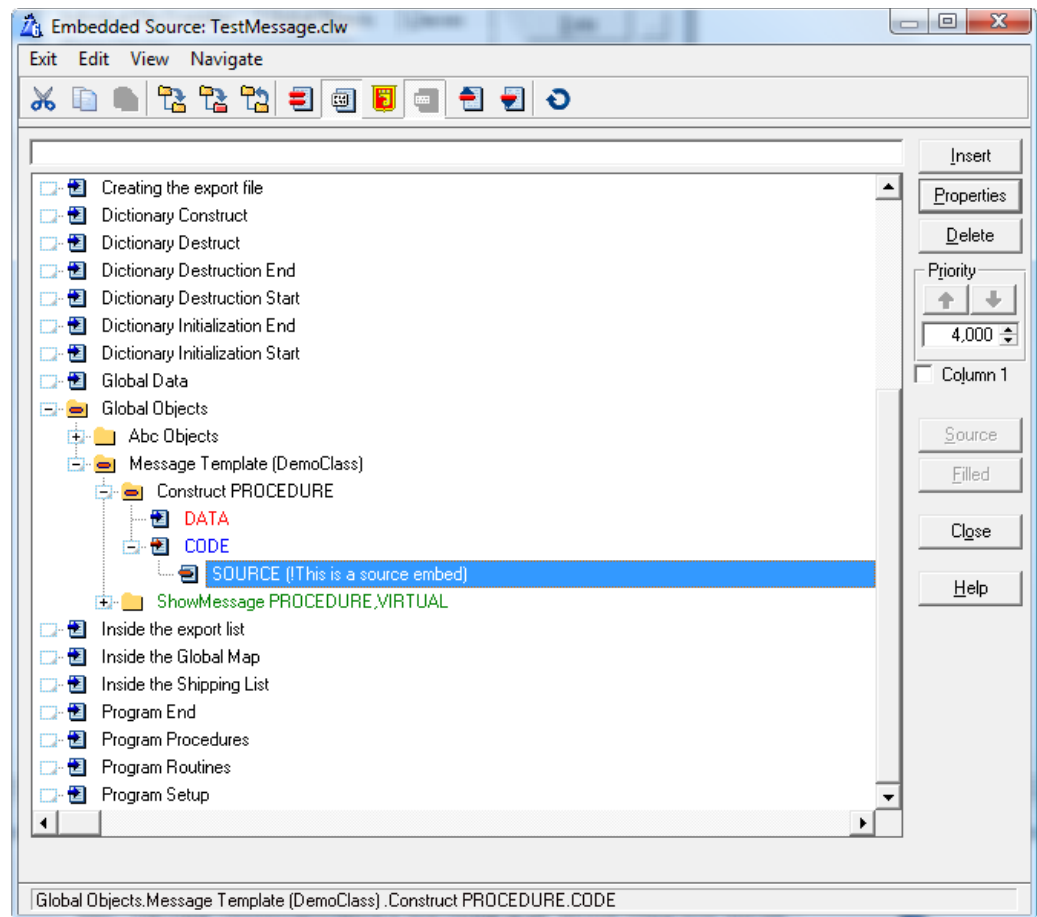 Embedded Source: TestMessage.clw
Exit Edit View Navigate
Insert
Creating the export file
Properties
Dictionary Construct
Dictionary Destruct
Delete
Dictionary Destruction End
Priority
Dictionary Destruction Start
Dictionary Initialization End
4,000
Dictionary Initialization Start
Global Data
Column 1
Global Objects
Abc Objects
Source
Message Template (DemoClass)
Filled
Construct PROCEDURE
DATA
Close
CODE
SOURCE (!This is a source embed)
Help
ShowMessage PROCEDURE,VIRTUAL
Inside the export list
Inside the Global Map
Inside the Shipping List
Program End
Program Procedures
Program Routines
Program Setup
Global Objects.Message Template (DemoClass) .Construct PROCEDURE.CODE